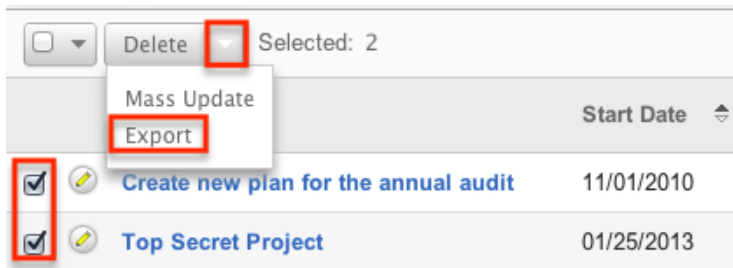 Delete Selected: 2
Mass Update
Export
Start Date
Create new plan for the annual audit 11/01/2010
Top Secret Project 01/25/2013